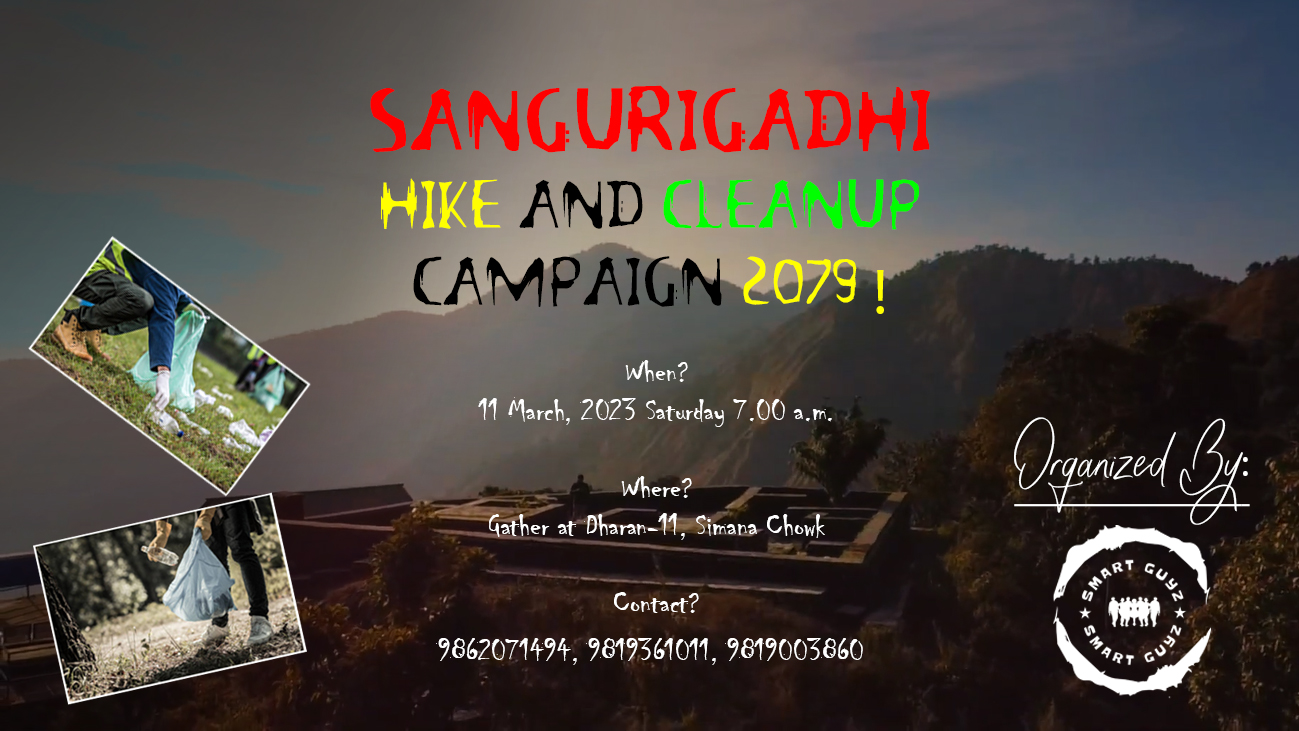 SANGURIGADHI
HIKE AND CLEANUP
CAMPAIGN 2079 !
When?
11 March, 2023 Saturday 7.00 a.m.
Where?
Gather at Dharan-11, Simana Chowk
Contact?
9862071494, 9819361011, 9819003860
Organized By:
SMART GUYZ
SMART GUYZ